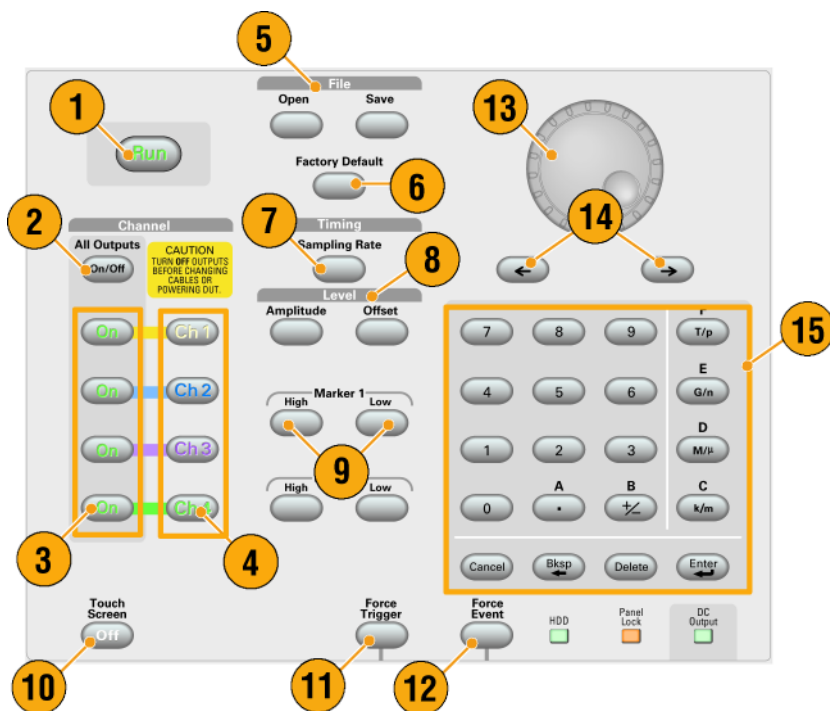 5
File
Open Save
1
Run
13
Factory Default
6
2
7
14
Channel
Timing
All Outputs
On/Off
CAUTION
TURN OFF OUTPUTS
BEFORE CHANGING
CABLES OR
POWERING DUT.
Sampling Rate
8
← →
Level
Amplitude Offset
On Ch 1
On Ch 2
On Ch 3
On Ch 4
3
4
Marker 1
High Low
9
High Low
15
F
7 8 9 T/p
E
4 5 6 G/n
D
1 2 3 M/μ
A B C
0 . +/− k/m
Cancel Bksp Delete Enter
Touch
Screen
Off
10
Force
Trigger
11
Force
Event
12
HDD
Panel
Lock
DC
Output